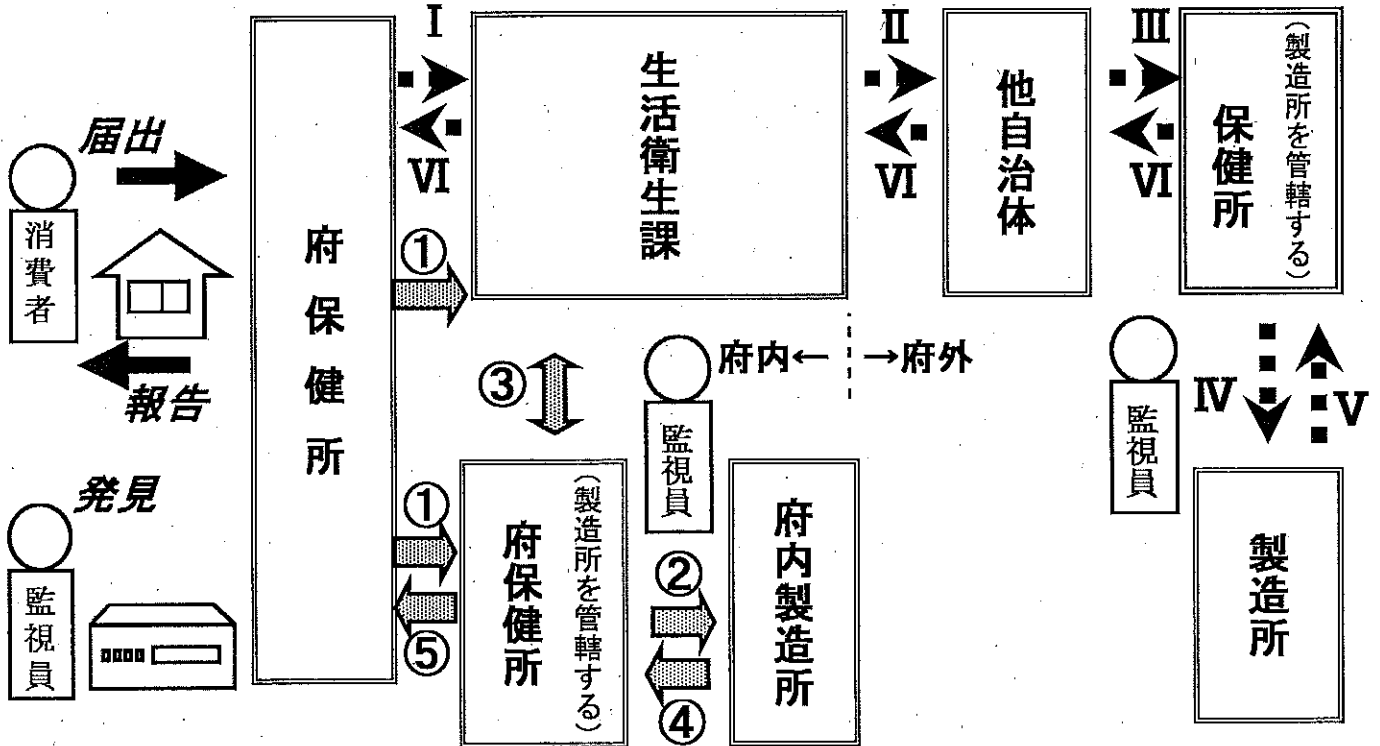 届出
消費者
報告
発見
監視員
府保健所
Ⅰ
Ⅵ
①
生活衛生課
Ⅱ
Ⅵ
他自治体
Ⅲ
Ⅵ
(製造所を管轄する)
保健所
③
監視員
府内←
→府外
監視員
Ⅳ
Ⅴ
①
⑤
(製造所を管轄する)
府保健所
②
④
府内製造所
製造所